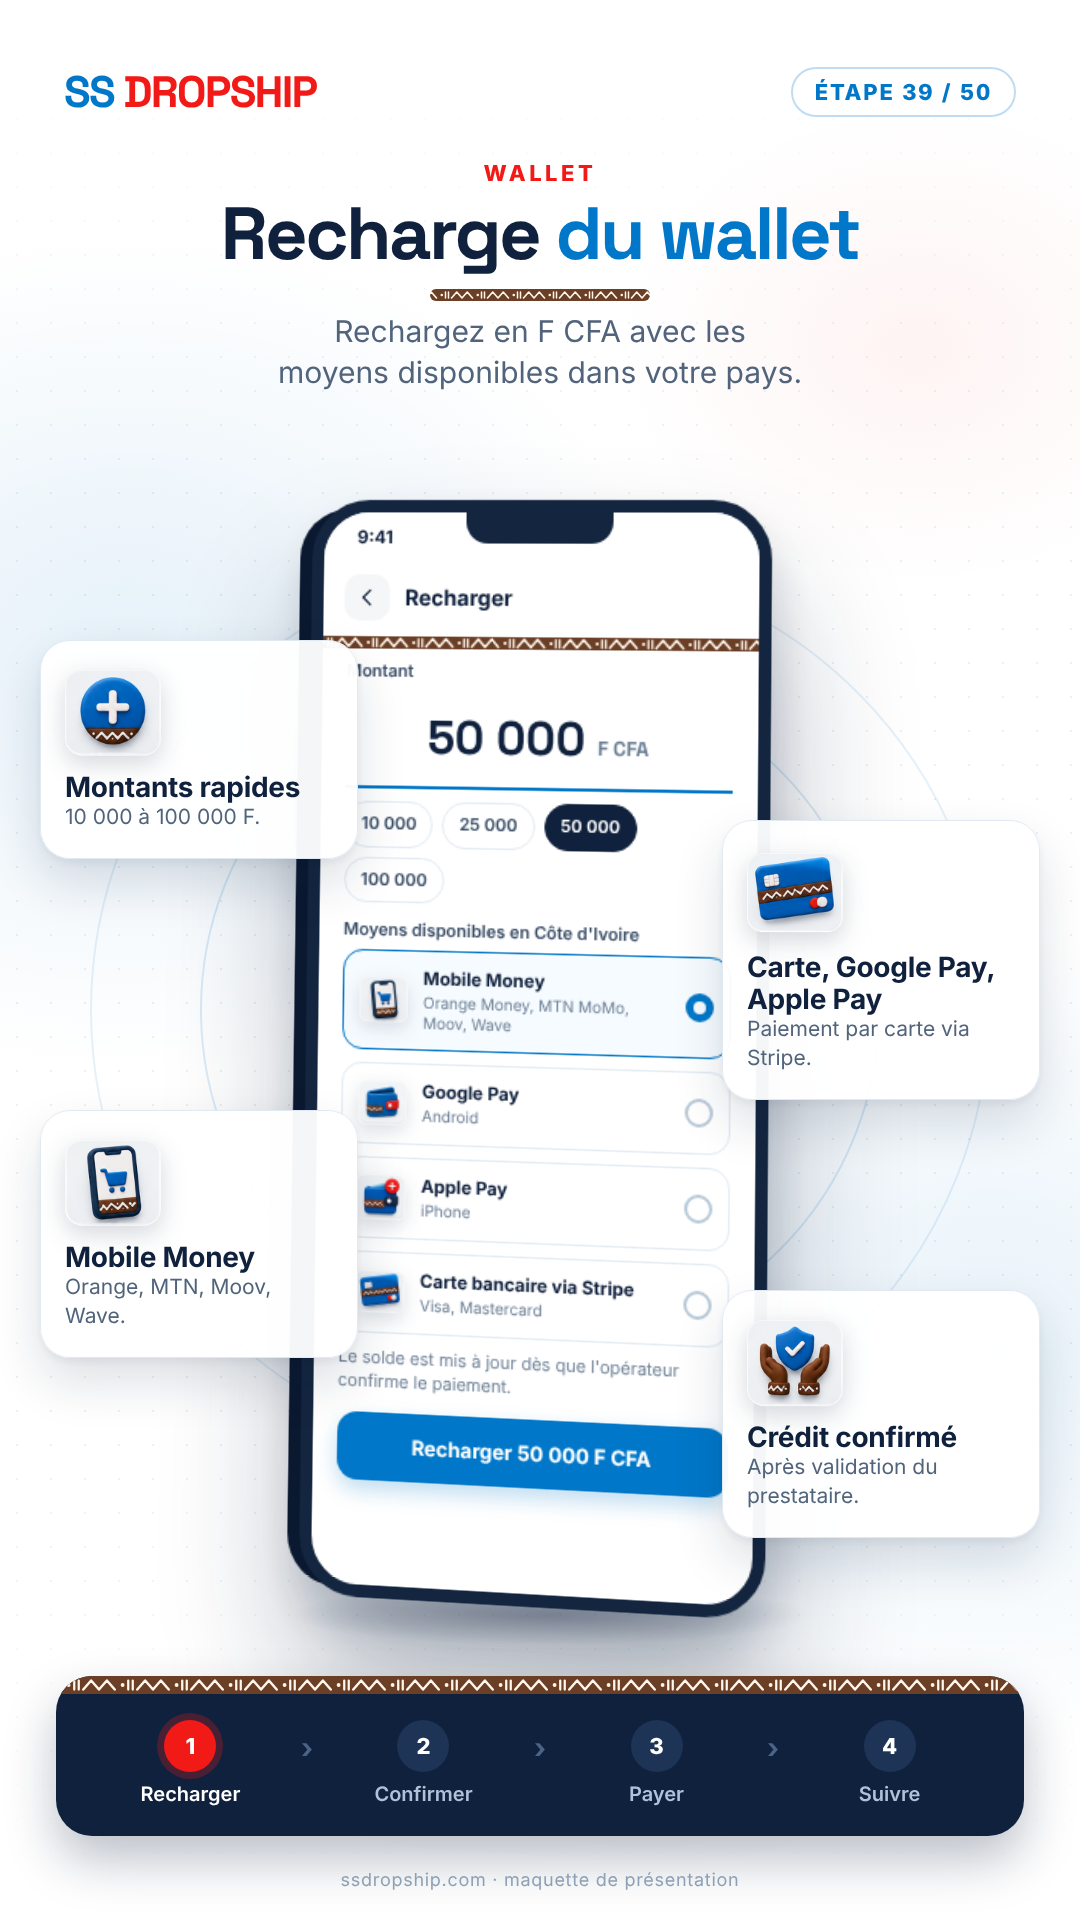 SS DROPSHIP
ÉTAPE 39 / 50
WALLET
Recharge du wallet
Rechargez en F CFA avec les
moyens disponibles dans votre pays.
9:41
Recharger
Montant
50 000 F CFA
10 000
25 000
50 000
100 000
Moyens disponibles en Côte d'Ivoire
Mobile Money
Orange Money, MTN MoMo,
Moov, Wave
Google Pay
Android
Apple Pay
iPhone
Carte bancaire via Stripe
Visa, Mastercard
Le solde est mis à jour dès que l'opérateur
confirme le paiement.
Recharger 50 000 F CFA
Montants rapides
10 000 à 100 000 F.
Carte, Google Pay,
Apple Pay
Paiement par carte via
Stripe.
Mobile Money
Orange, MTN, Moov,
Wave.
Crédit confirmé
Après validation du
prestataire.
1
Recharger
›
2
Confirmer
›
3
Payer
›
4
Suivre
ssdropship.com · maquette de présentation